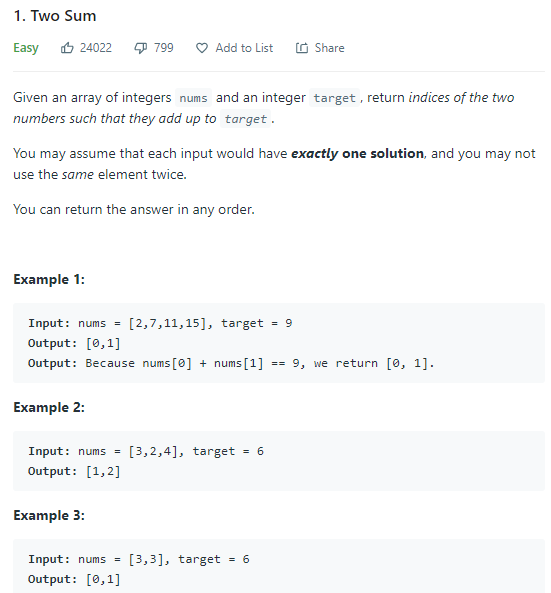 1. Two Sum
Easy 24022 799 Add to List Share
Given an array of integers nums and an integer target , return indices of the two
numbers such that they add up to target .
You may assume that each input would have exactly one solution, and you may not
use the same element twice.
You can return the answer in any order.
Example 1:
Input: nums = [2,7,11,15], target = 9
Output: [0,1]
Output: Because nums[0] + nums[1] == 9, we return [0, 1].
Example 2:
Input: nums = [3,2,4], target = 6
Output: [1,2]
Example 3:
Input: nums = [3,3], target = 6
Output: [0,1]